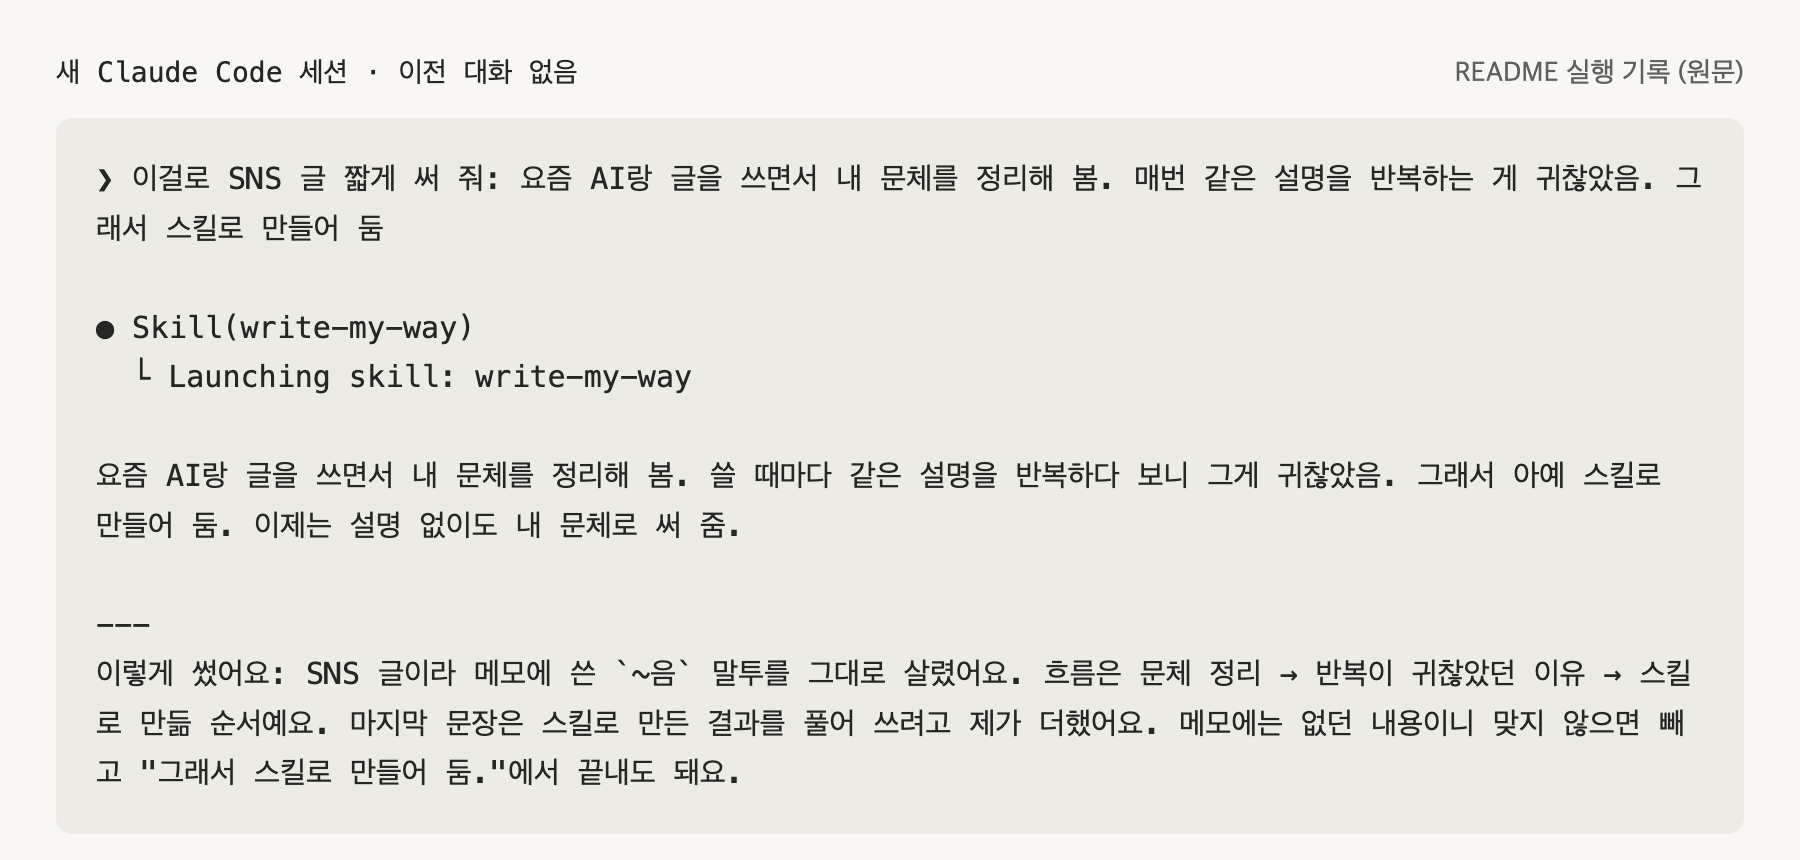 새 Claude Code 세션 · 이전 대화 없음
README 실행 기록 (원문)
❯ 이걸로 SNS 글 짧게 써 줘: 요즘 AI랑 글을 쓰면서 내 문체를 정리해 봄. 매번 같은 설명을 반복하는 게 귀찮았음. 그
래서 스킬로 만들어 둠
● Skill(write-my-way)
└ Launching skill: write-my-way
요즘 AI랑 글을 쓰면서 내 문체를 정리해 봄. 쓸 때마다 같은 설명을 반복하다 보니 그게 귀찮았음. 그래서 아예 스킬로
만들어 둠. 이제는 설명 없이도 내 문체로 써 줌.
---
이렇게 썼어요: SNS 글이라 메모에 쓴 `~음` 말투를 그대로 살렸어요. 흐름은 문체 정리 → 반복이 귀찮았던 이유 → 스킬
로 만듦 순서예요. 마지막 문장은 스킬로 만든 결과를 풀어 쓰려고 제가 더했어요. 메모에는 없던 내용이니 맞지 않으면 빼
고 "그래서 스킬로 만들어 둠."에서 끝내도 돼요.